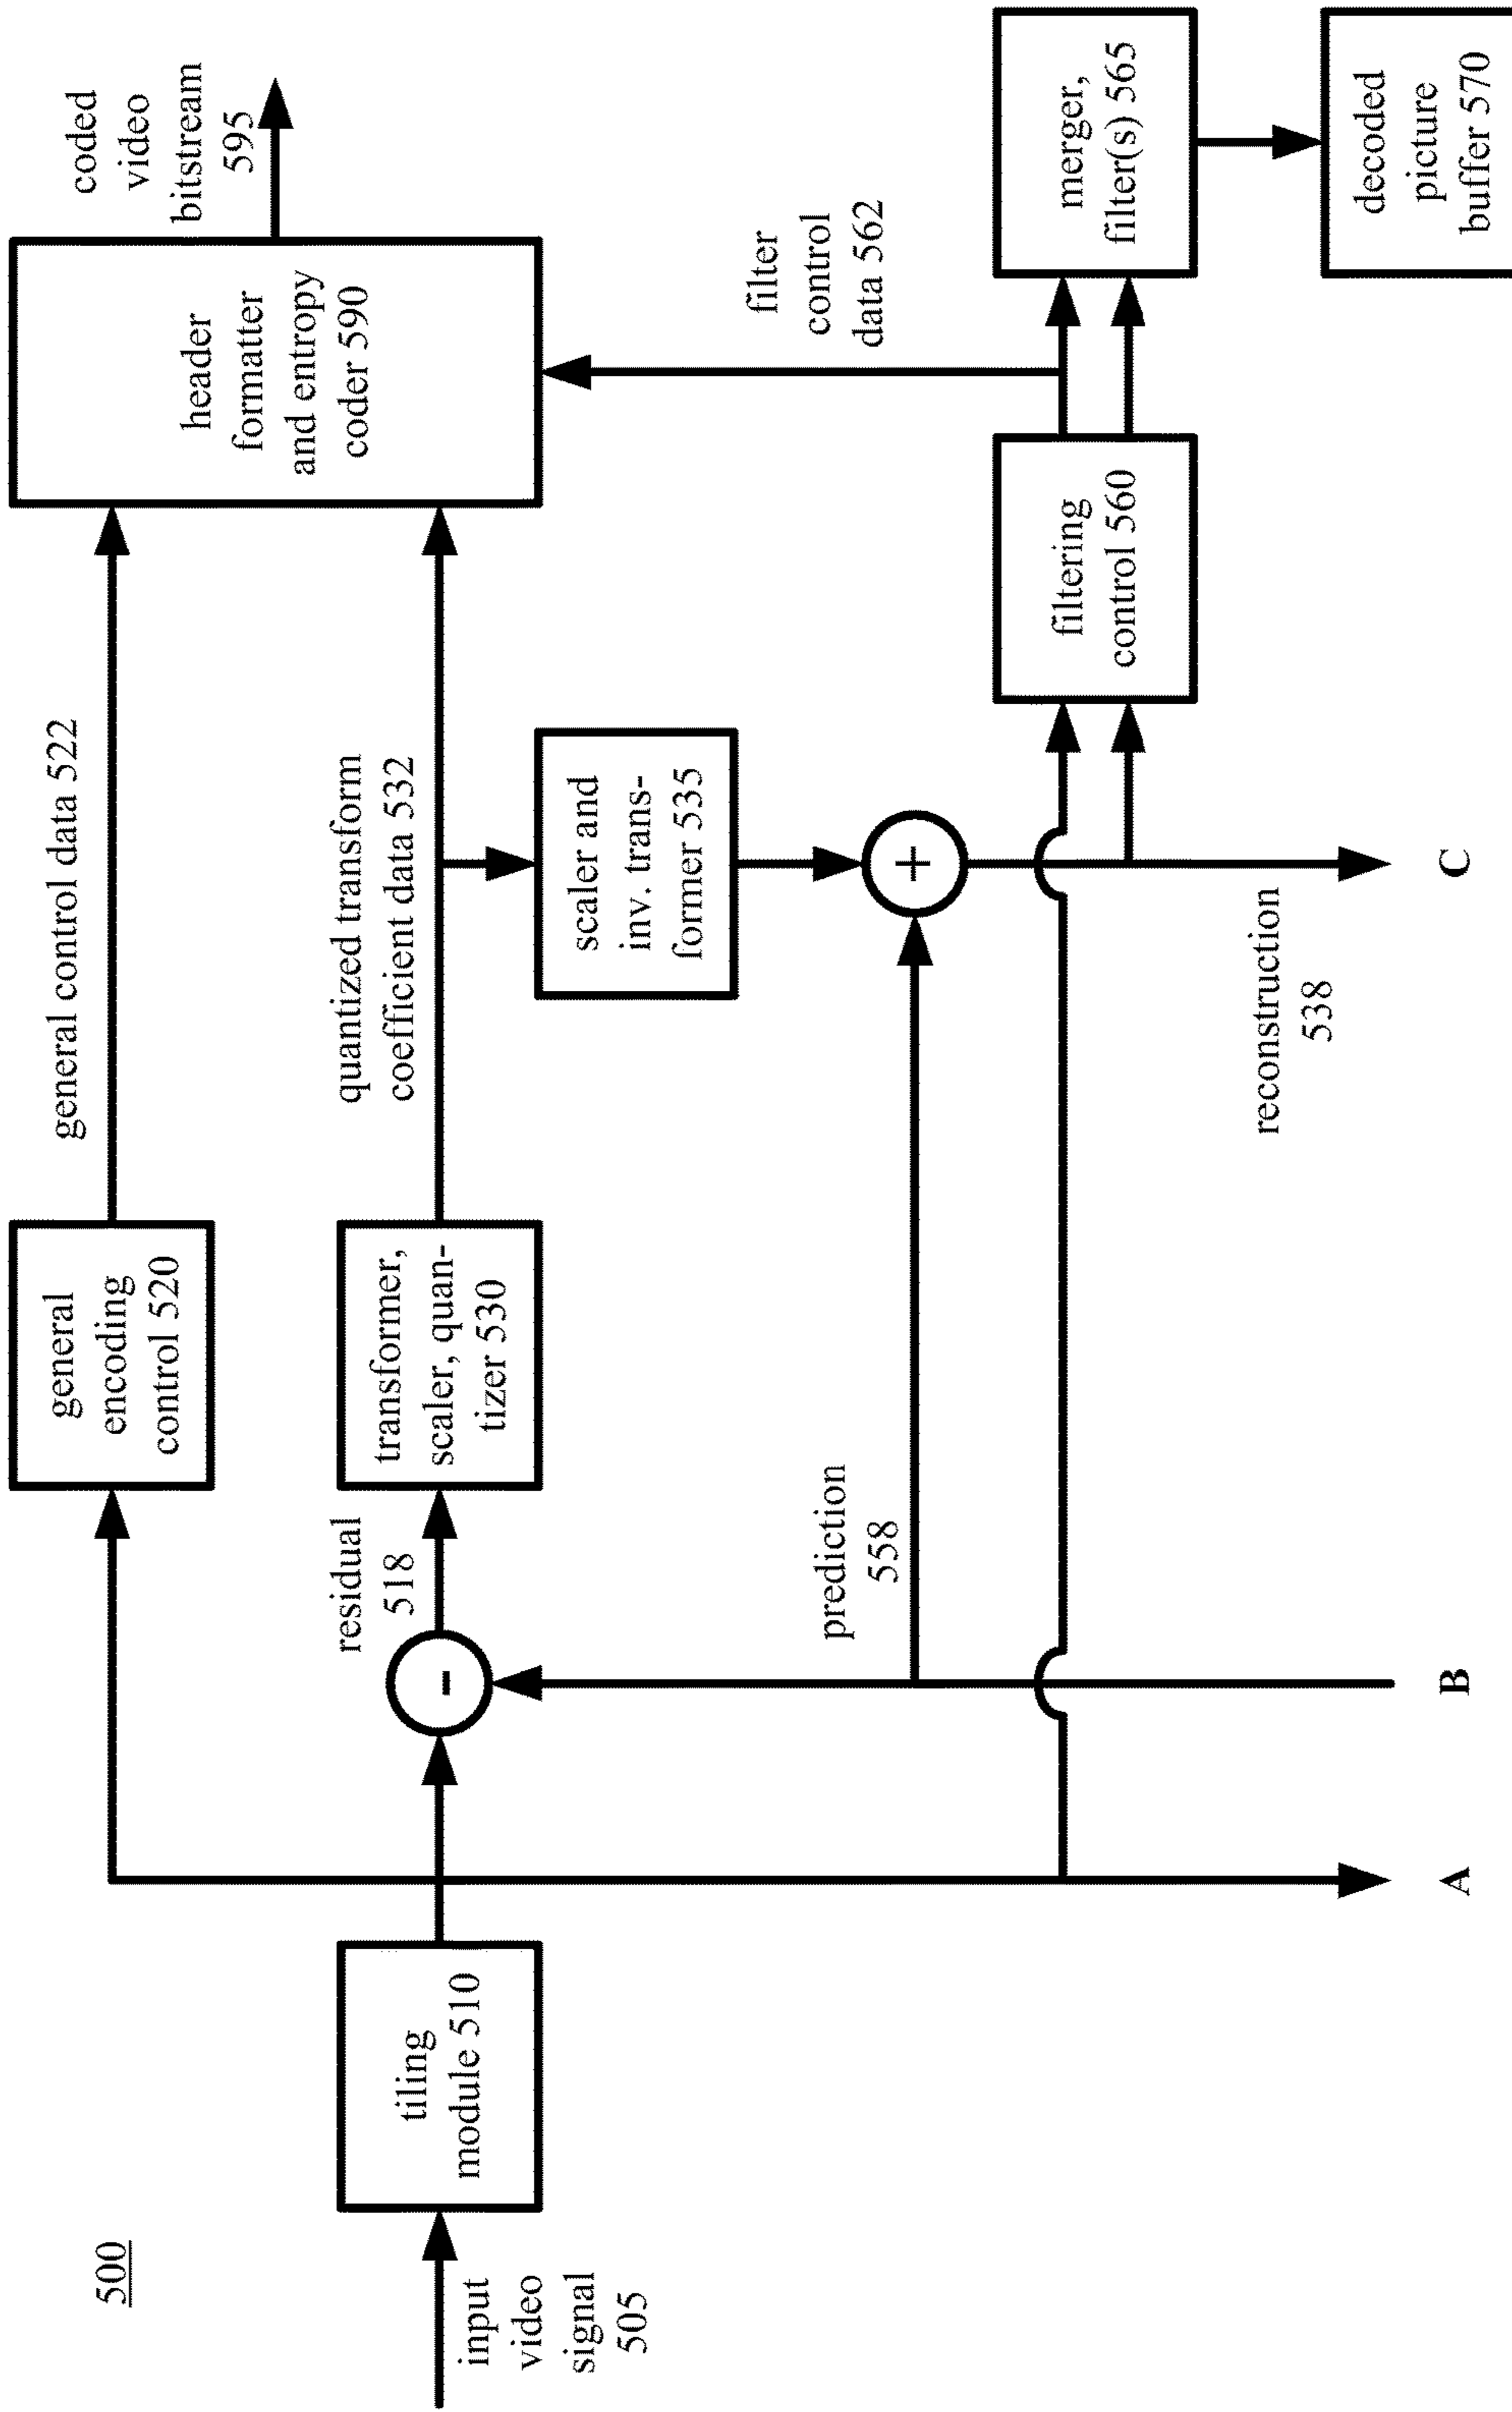 500
input
video
signal
505
tiling
module 510
general
encoding
control 520
general control data 522
header
formatter
and entropy
coder 590
coded
video
bitstream
595
-
residual
518
transformer,
scaler, quan-
tizer 530
quantized transform
coefficient data 532
scaler and
inv. trans-
former 535
prediction
558
+
filter
control
data 562
filtering
control 560
merger,
filter(s) 565
decoded
picture
buffer 570
reconstruction
538
A
B
C